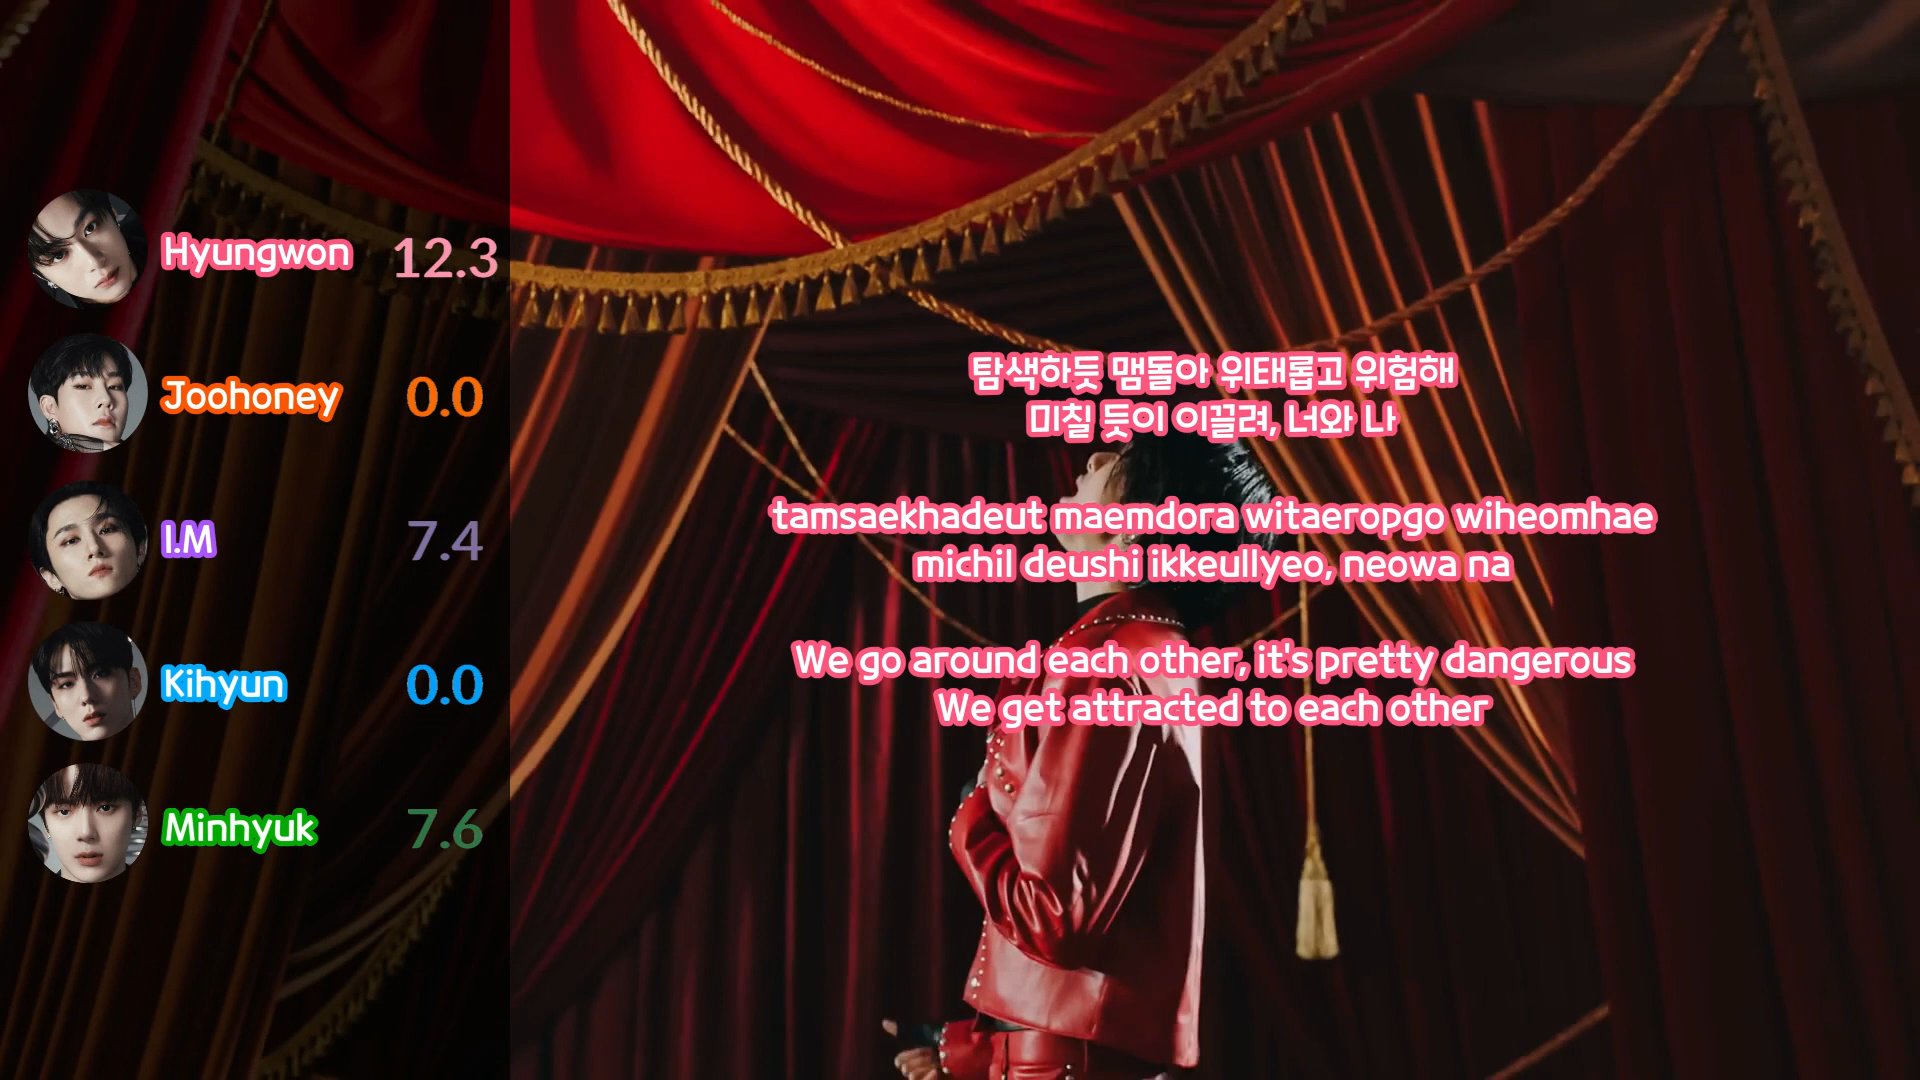 Hyungwon 12.3
Joohoney 0.0
I.M 7.4
Kihyun 0.0
Minhyuk 7.6
탐색하듯 맴돌아 위태롭고 위험해
미칠 듯이 이끌려, 너와 나
tamsaekhadeut maemdora witaeropgo wiheomhae
michil deushi ikkeullyeo, neowa na
We go around each other, it's pretty dangerous
We get attracted to each other